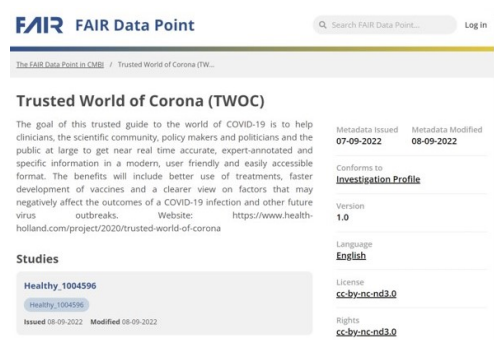 FAIR FAIR Data Point
Search FAIR Data Point...
Log in
The FAIR Data Point in CMBI / Trusted World of Corona (TW...
Trusted World of Corona (TWOC)
The goal of this trusted guide to the world of COVID-19 is to help
clinicians, the scientific community, policy makers and politicians and the
public at large to get near real time accurate, expert-annotated and
specific information in a modern, user friendly and easily accessible
format. The benefits will include better use of treatments, faster
development of vaccines and a clearer view on factors that may
negatively affect the outcomes of a COVID-19 infection and other future
virus outbreaks. Website: https://www.health-
holland.com/project/2020/trusted-world-of-corona
Studies
Healthy_1004596
Healthy_1004596
Issued 08-09-2022 Modified 08-09-2022
Metadata Issued Metadata Modified
07-09-2022 08-09-2022
Conforms to
Investigation Profile
Version
1.0
Language
English
License
cc-by-nc-nd3.0
Rights
cc-by-nc-nd3.0